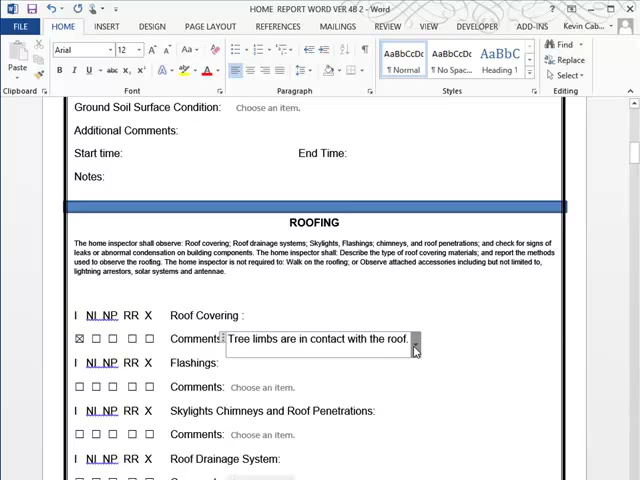 HOME REPORT WORD VER 4B 2 - Word
FILE HOME INSERT DESIGN PAGE LAYOUT REFERENCES MAILINGS REVIEW VIEW DEVELOPER ADD-INS Kevin Cab...
Paste
Arial 12
AaBbCcDc AaBbCcDc AaBbC
¶ Normal ¶ No Spac... Heading 1
Find
Replace
Select
Clipboard Font Paragraph Styles Editing
Ground Soil Surface Condition: Choose an item.
Additional Comments:
Start time: End Time:
Notes:
ROOFING
The home inspector shall observe: Roof covering; Roof drainage systems; Skylights, Flashings; chimneys, and roof penetrations; and check for signs of
leaks or abnormal condensation on building components. The home inspector shall: Describe the type of roof covering materials; and report the methods
used to observe the roofing. The home inspector is not required to: Walk on the roofing; or Observe attached accessories including but not limited to,
lightning arrestors, solar systems and antennae.
I NI NP RR X Roof Covering :
☒ ☐ ☐ ☐ ☐ Comments: Tree limbs are in contact with the roof.
I NI NP RR X Flashings:
☐ ☐ ☐ ☐ ☐ Comments: Choose an item.
I NI NP RR X Skylights Chimneys and Roof Penetrations:
☐ ☐ ☐ ☐ ☐ Comments: Choose an item.
I NI NP RR X Roof Drainage System: